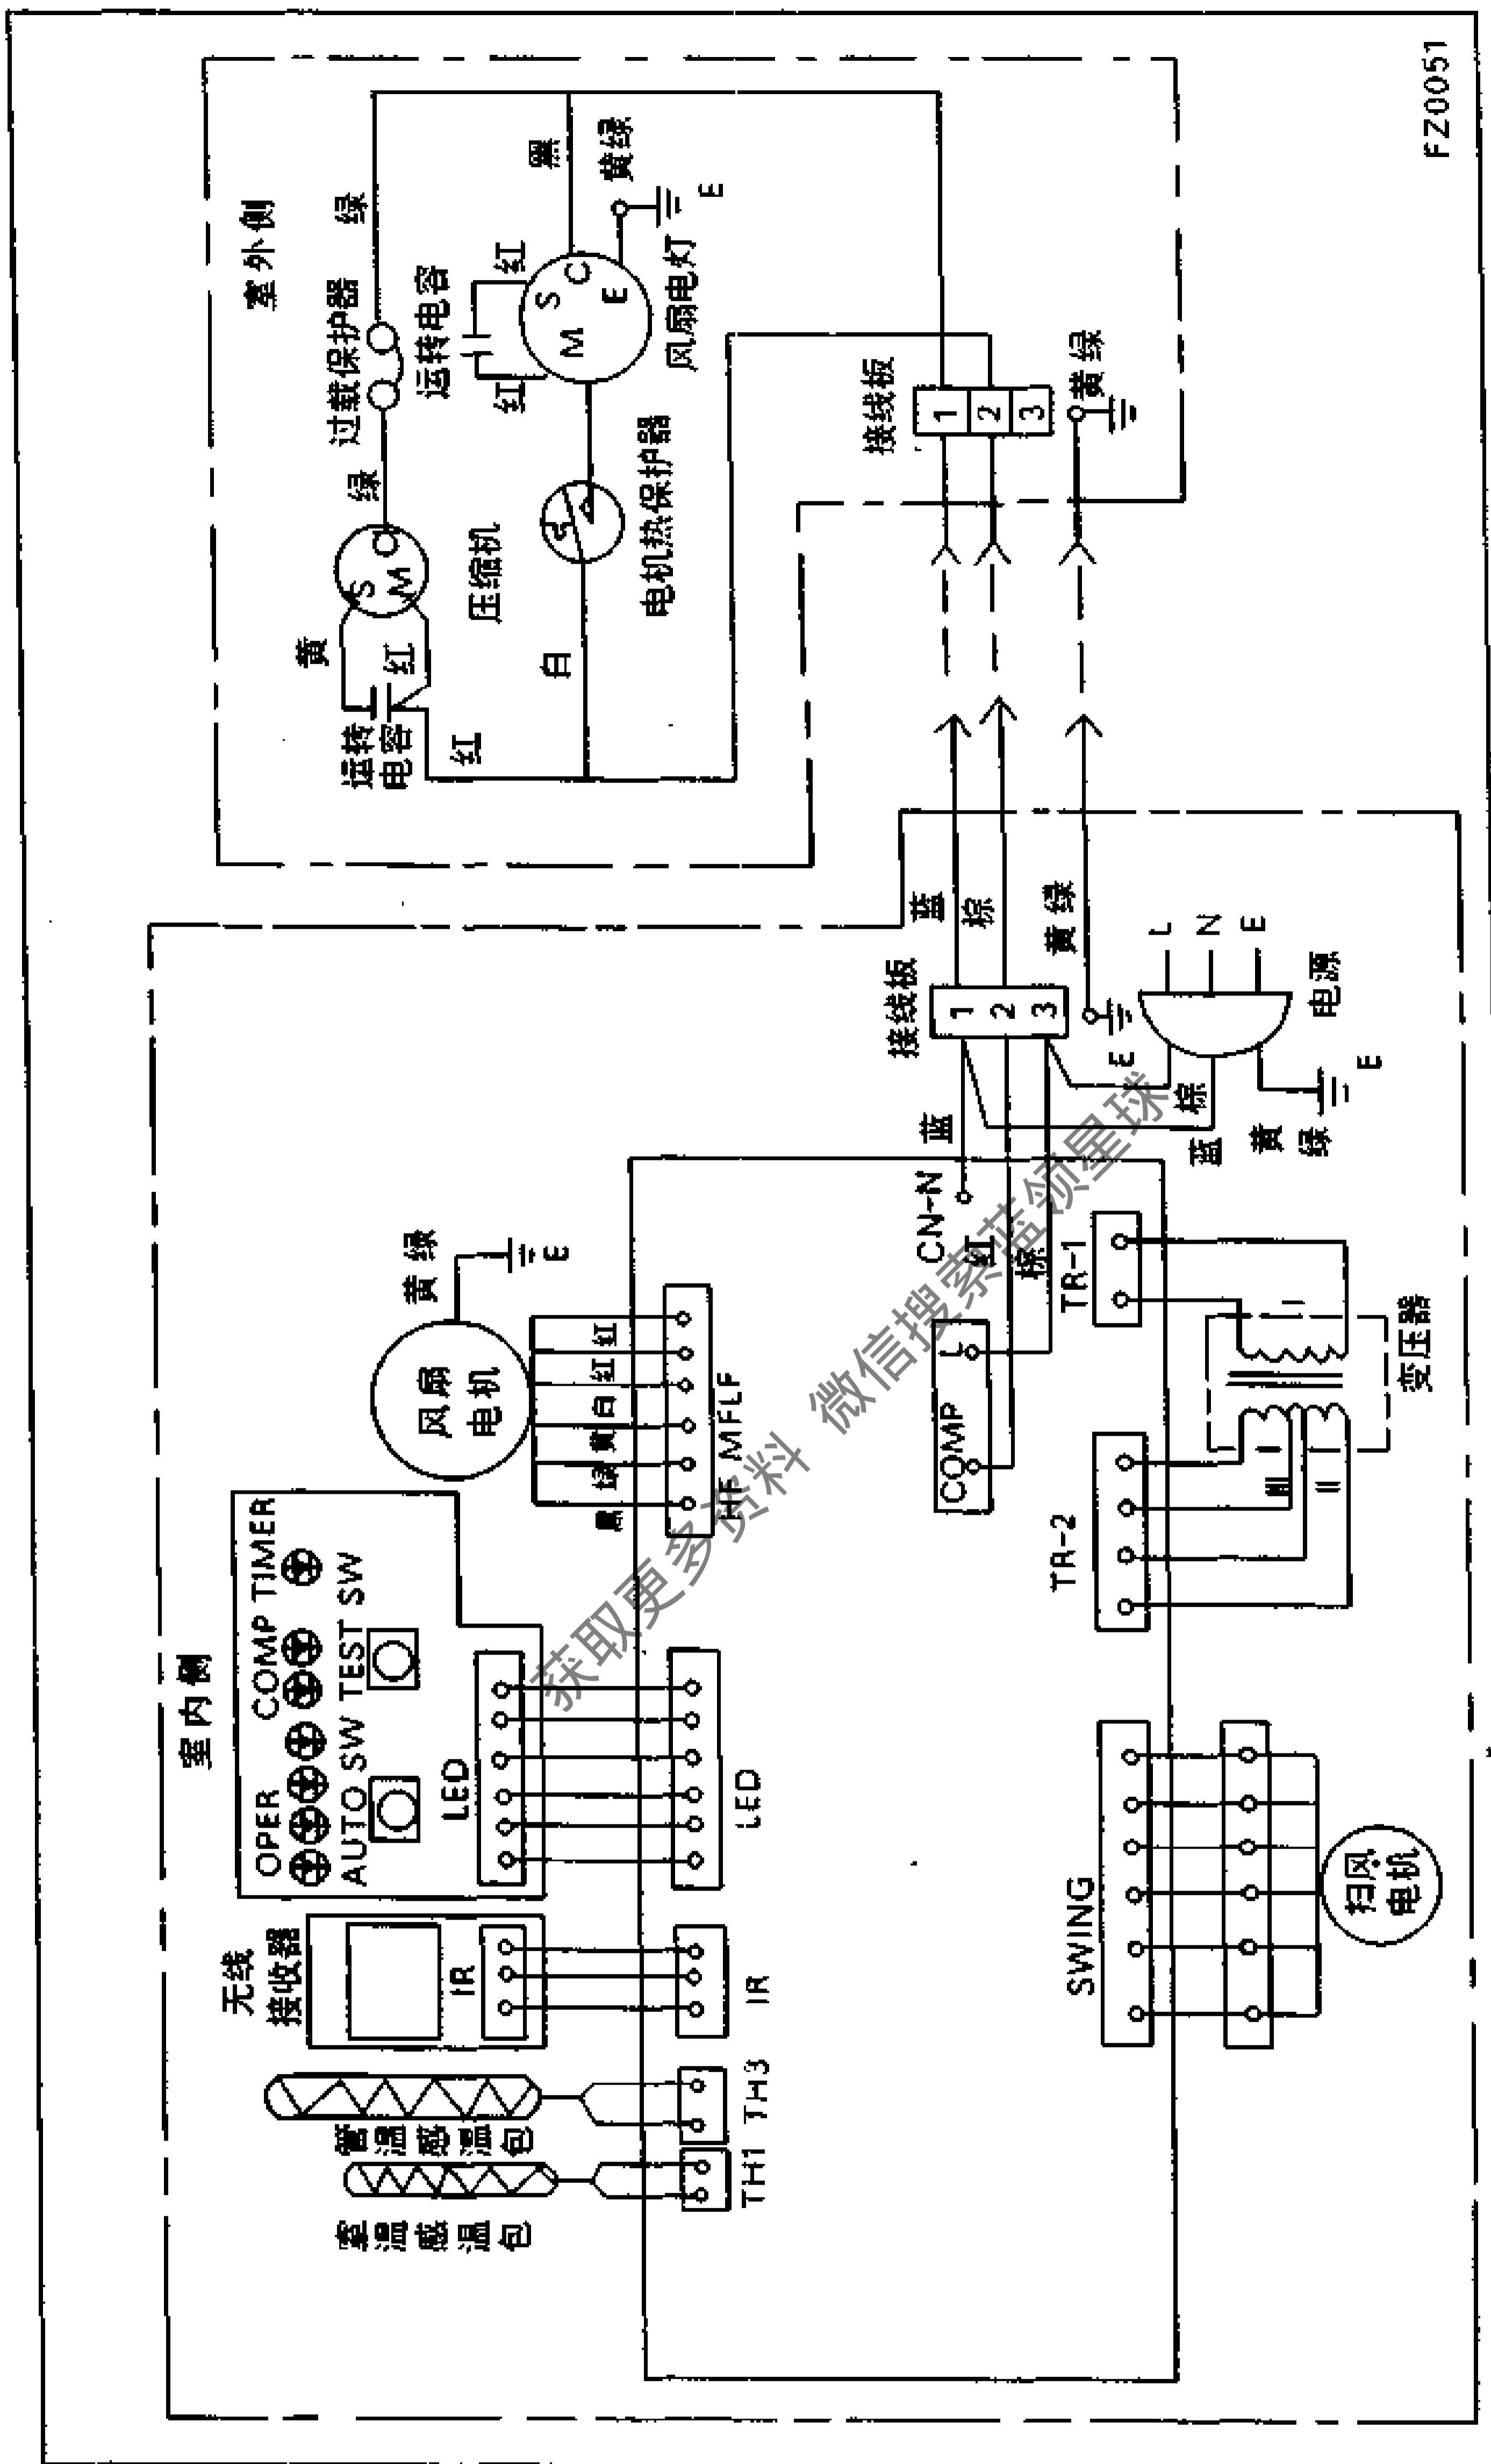 室内侧
无线
接收器
IR
IR
管温感温包
室温感温包
TH1
TH3
OPER
COMP
TIMER
AUTO SW
TEST SW
LED
LED
风扇
电机
黄绿
E
黑
绿
黄
白
红
红
HF MFLF
COMP
L
CN-N
蓝
红
棕
TR-1
TR-2
变压器
I
II
III
SWING
扫风
电机
接线板
1
2
3
蓝
棕
黄绿
E
L
N
E
电源
棕
蓝
黄
绿
E
室外侧
运转
电容
黄
红
红
S
M
压缩机
绿
过载保护器
绿
白
电机热保护器
运转电容
红
红
M
S
C
E
风扇电灯
黑
黄绿
E
接线板
1
2
3
黄绿
FZ0051
获取更多资料 微信搜索蓝领星球